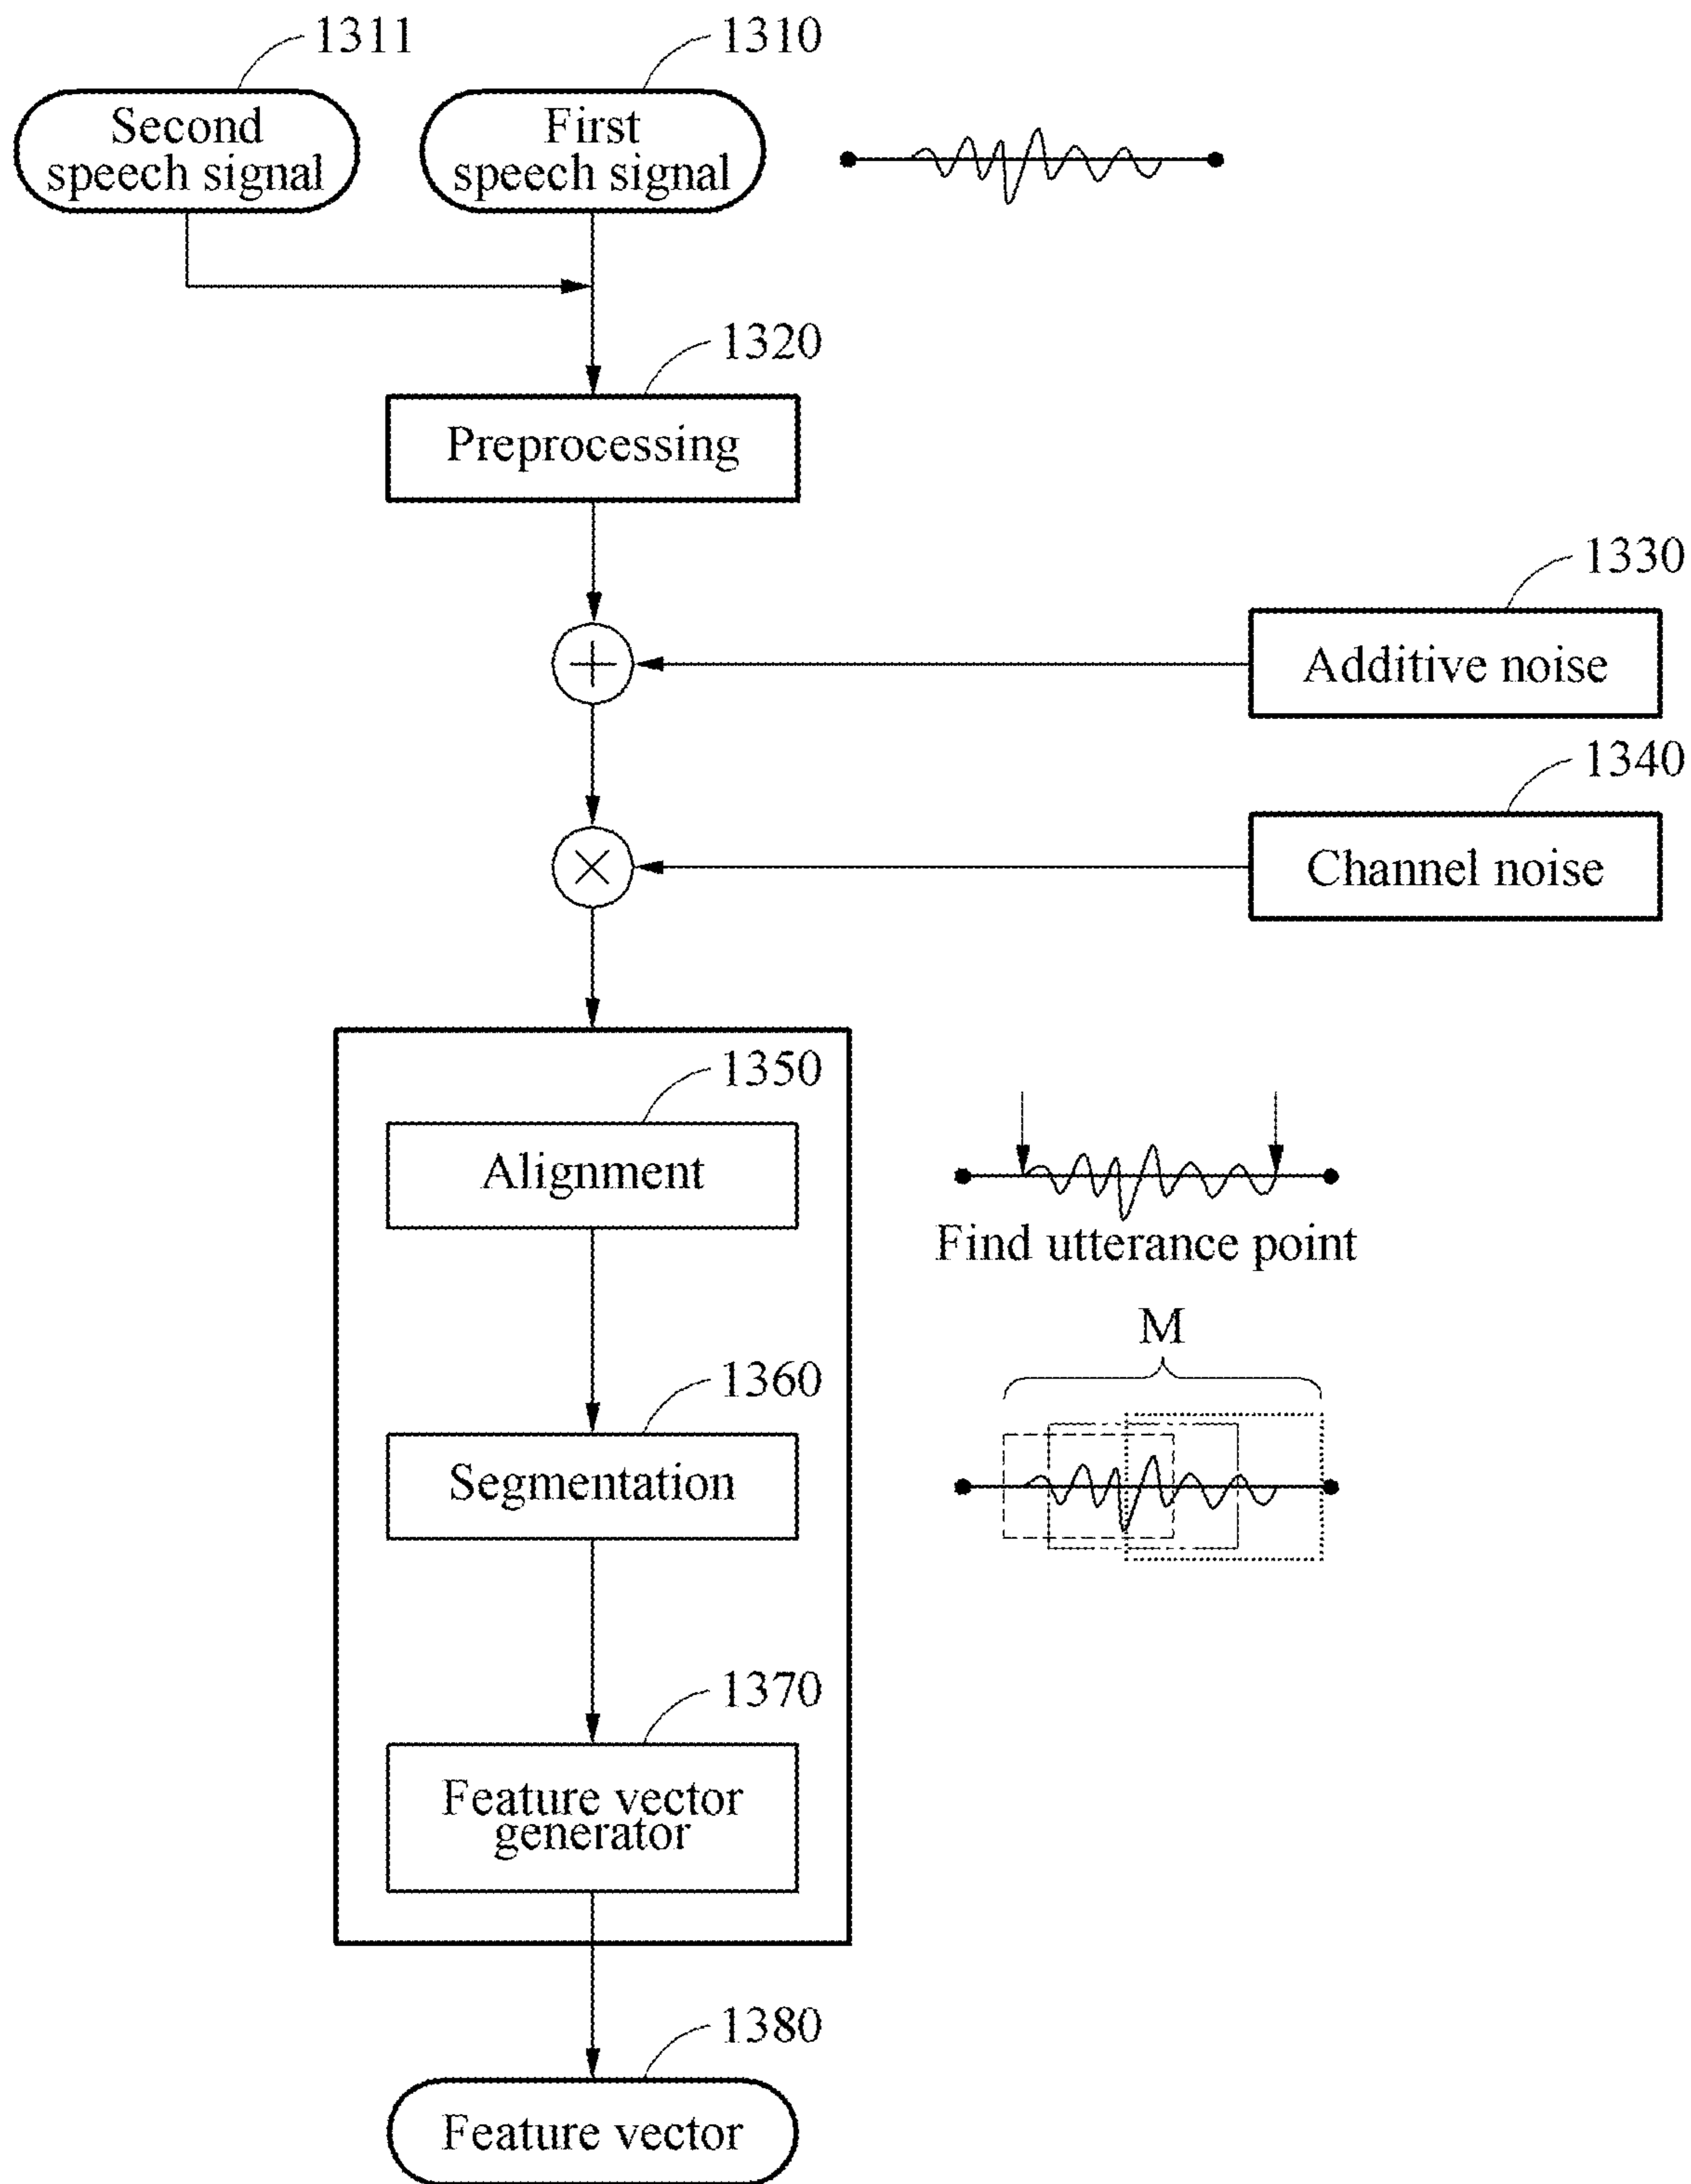 1311
1310
Second
speech signal
First
speech signal
1320
Preprocessing
1330
Additive noise
1340
Channel noise
1350
Alignment
Find utterance point
M
1360
Segmentation
1370
Feature vector
generator
1380
Feature vector